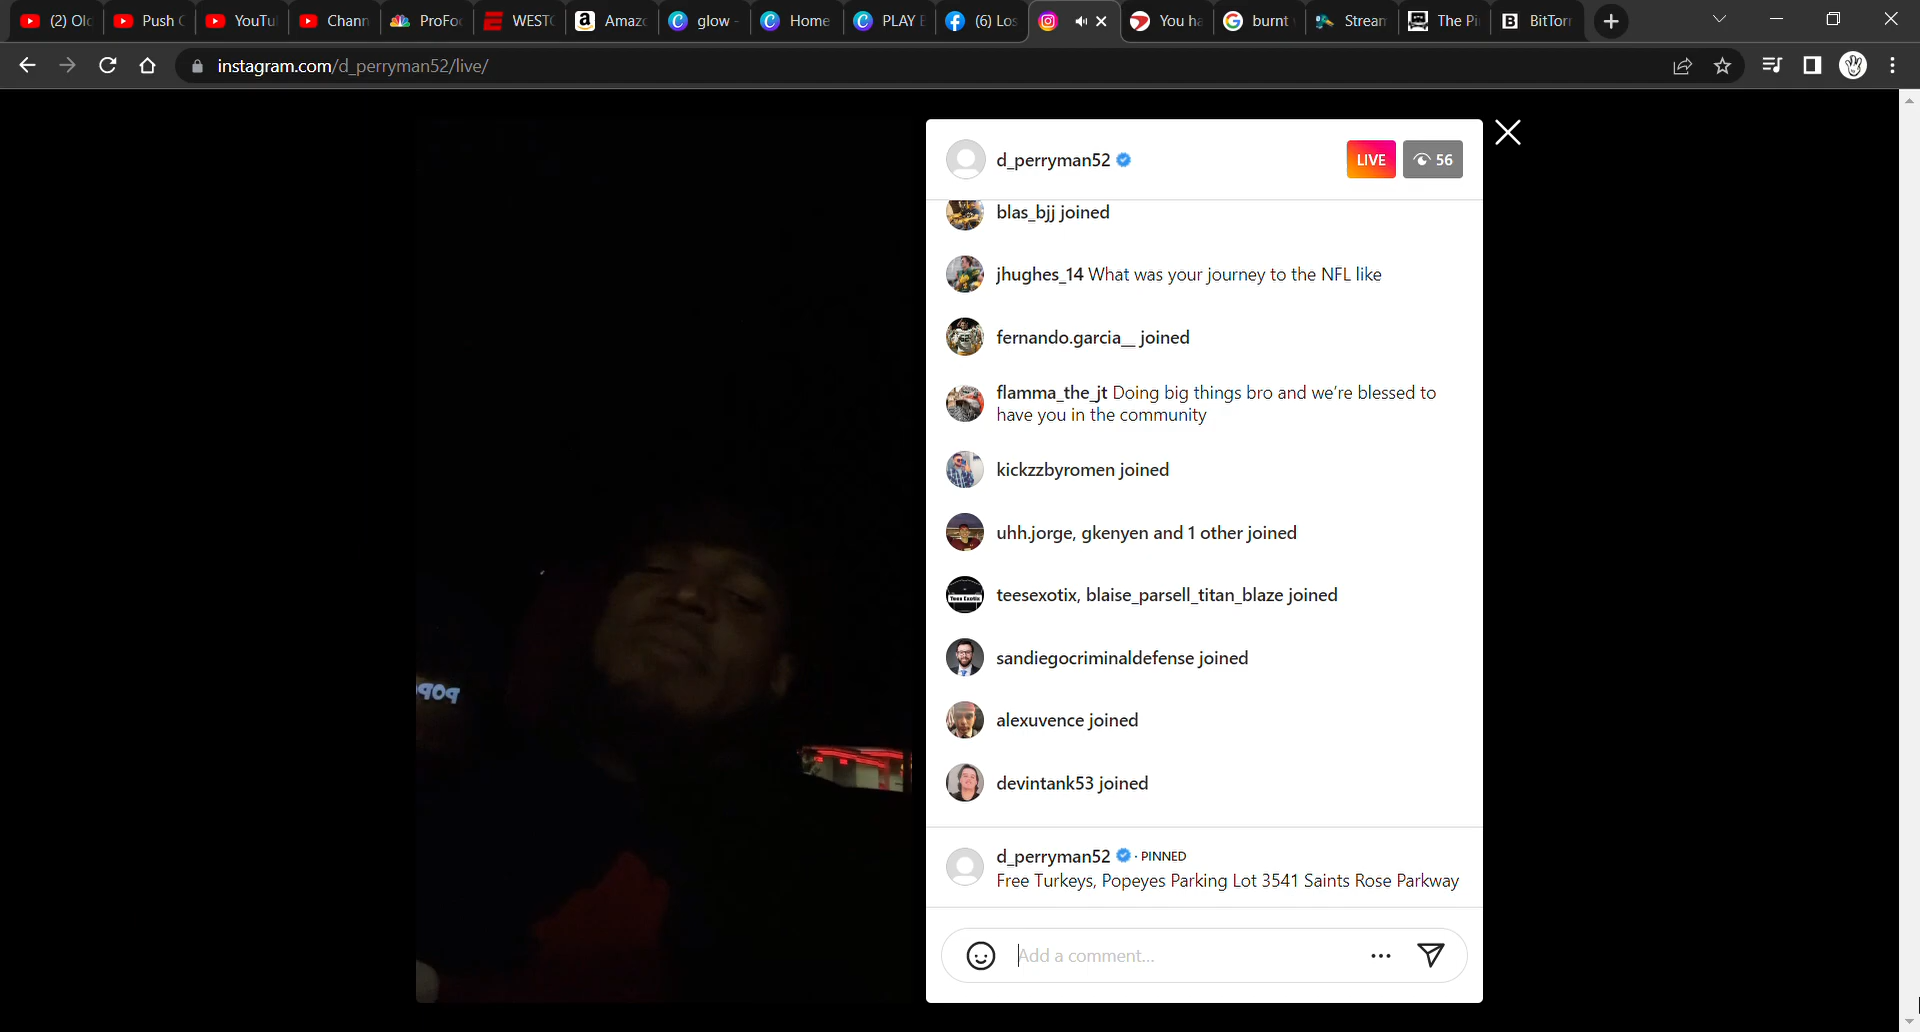 (2) Ol
Push
YouTu
Chann
ProFo
WEST
Amaz
glow -
Home
PLAY
(6) Los
You ha
burnt
Stream
The Pi
BitTorr
instagram.com/d_perryman52/live/
d_perryman52
LIVE
56
blas_bjj joined
jhughes_14 What was your journey to the NFL like
fernando.garcia__ joined
flamma_the_jt Doing big things bro and we're blessed to
have you in the community
kickzzbyromen joined
uhh.jorge, gkenyen and 1 other joined
teesexotix, blaise_parsell_titan_blaze joined
sandiegocriminaldefense joined
alexuvence joined
devintank53 joined
d_perryman52 · PINNED
Free Turkeys, Popeyes Parking Lot 3541 Saints Rose Parkway
Add a comment...